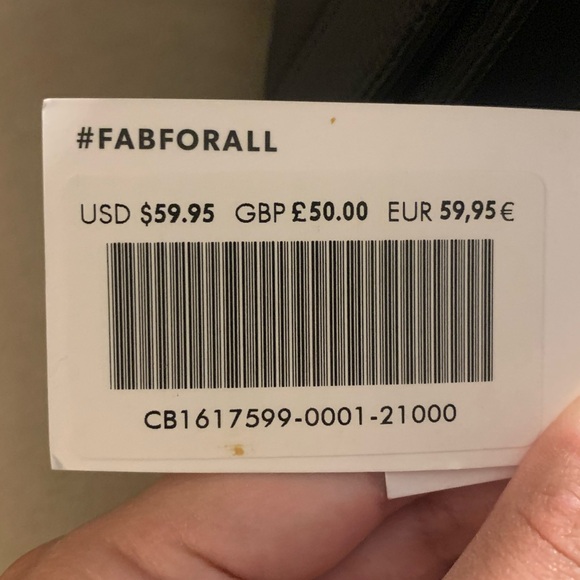 #FABFORALL
USD $59.95 GBP £50.00 EUR 59,95€
CB1617599-0001-21000